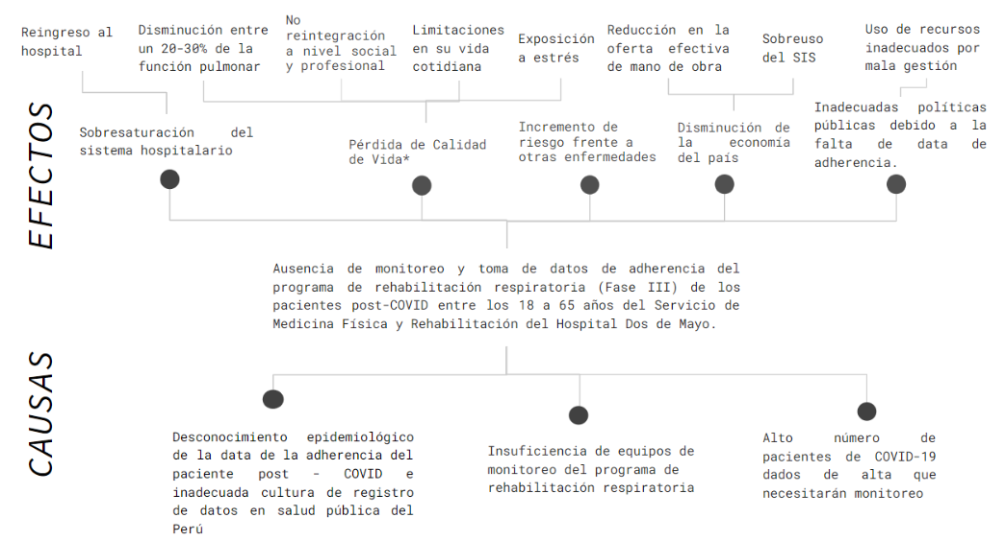 Reingreso al
hospital
Disminución entre
un 20-30% de la
función pulmonar
No
reintegración
a nivel social
y profesional
Limitaciones
en su vida
cotidiana
Exposición
a estrés
Reducción en la
oferta efectiva
de mano de obra
Sobreuso
del SIS
Uso de recursos
inadecuados por
mala gestión
EFECTOS
Sobresaturación del
sistema hospitalario
Pérdida de Calidad
de Vida*
Incremento de
riesgo frente a
otras enfermedades
Disminución de
la economía
del país
Inadecuadas políticas
públicas debido a la
falta de data de
adherencia.
Ausencia de monitoreo y toma de datos de adherencia del
programa de rehabilitación respiratoria (Fase III) de los
pacientes post-COVID entre los 18 a 65 años del Servicio de
Medicina Física y Rehabilitación del Hospital Dos de Mayo.
CAUSAS
Desconocimiento epidemiológico
de la data de la adherencia del
paciente post - COVID e
inadecuada cultura de registro
de datos en salud pública del
Perú
Insuficiencia de equipos de
monitoreo del programa de
rehabilitación respiratoria
Alto número de
pacientes de COVID-19
dados de alta que
necesitarán monitoreo